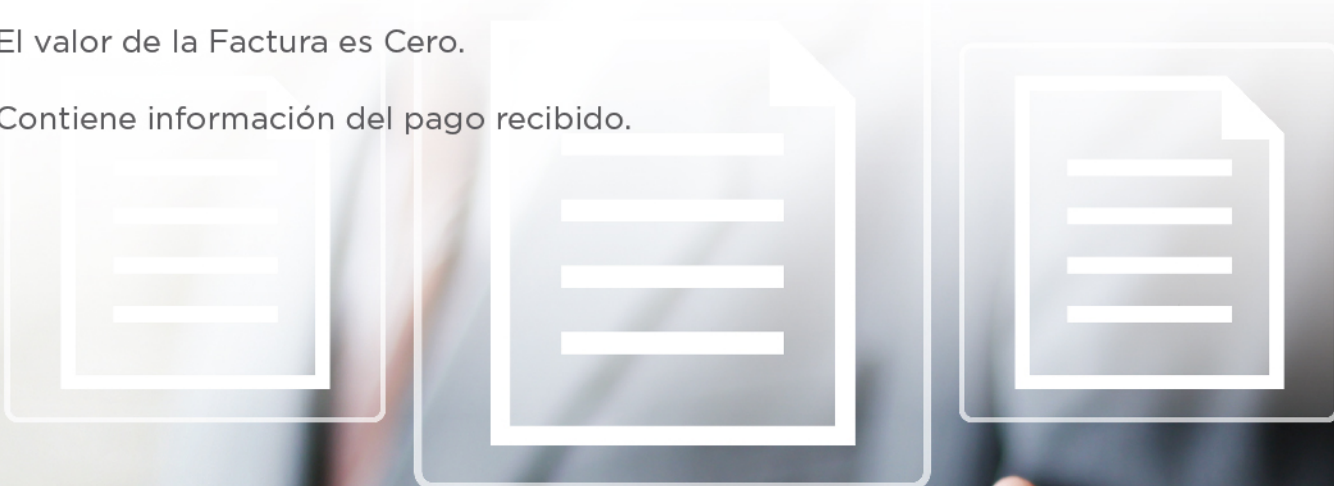 El valor de la Factura es Cero.
Contiene información del pago recibido.